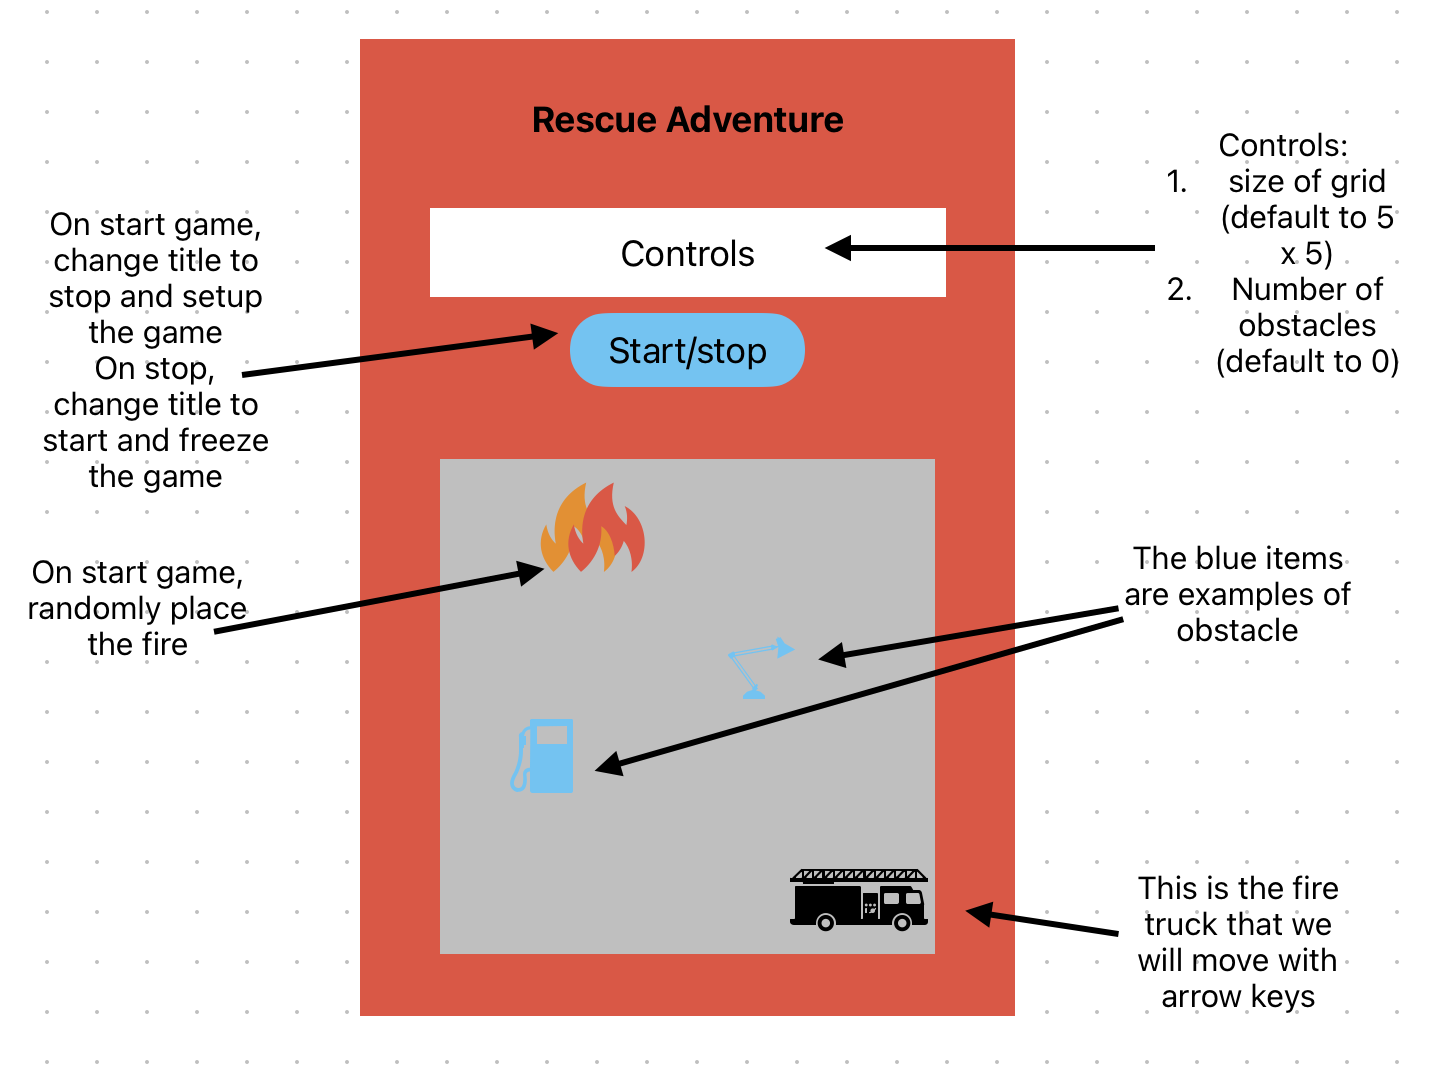 Rescue Adventure
Controls
Start/stop
On start game,
change title to
stop and setup
the game
On stop,
change title to
start and freeze
the game
On start game,
randomly place
the fire
Controls:
1. size of grid
(default to 5
x 5)
2. Number of
obstacles
(default to 0)
The blue items
are examples of
obstacle
This is the fire
truck that we
will move with
arrow keys